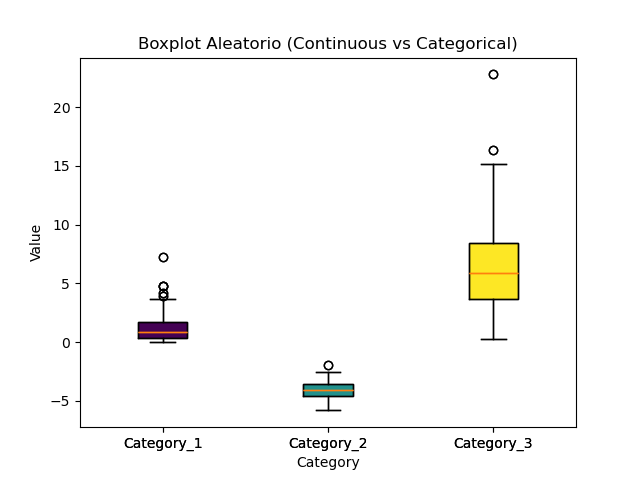 Boxplot Aleatorio (Continuous vs Categorical)
20
15
10
5
0
−5
Value
Category_1 Category_2 Category_3
Category